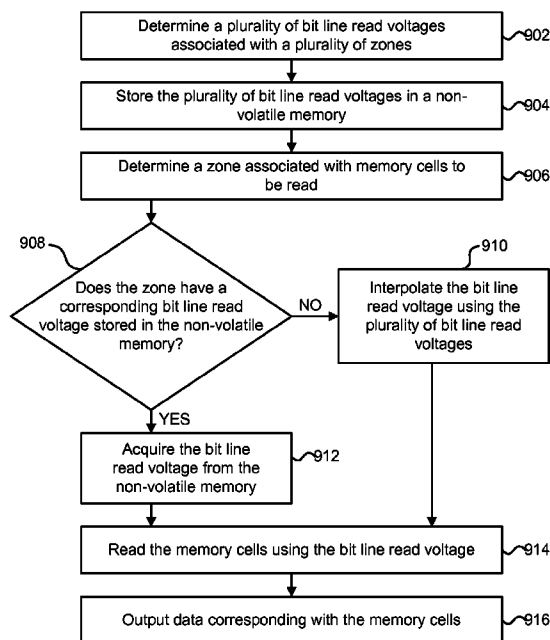 Determine a plurality of bit line read voltages
associated with a plurality of zones
902
Store the plurality of bit line read voltages in a non-
volatile memory
904
Determine a zone associated with memory cells to
be read
906
908
Does the zone have a
corresponding bit line read
voltage stored in the non-volatile
memory?
NO
910
Interpolate the bit line
read voltage using the
plurality of bit line read
voltages
YES
Acquire the bit line
read voltage from the
non-volatile memory
912
Read the memory cells using the bit line read voltage
914
Output data corresponding with the memory cells
916